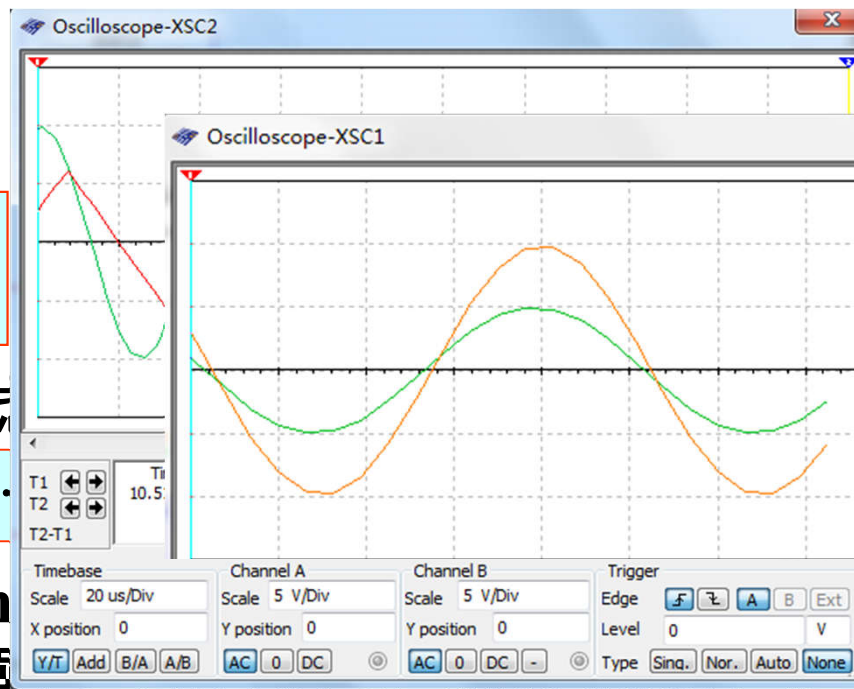 Oscilloscope-XSC2
Oscilloscope-XSC1
T1
T2
T2-T1
10.5
Timebase
Scale 20 us/Div
X position 0
Y/T Add B/A A/B
Channel A
Scale 5 V/Div
Y position 0
AC 0 DC
Channel B
Scale 5 V/Div
Y position 0
AC 0 DC -
Trigger
Edge A B Ext
Level 0 V
Type Sing. Nor. Auto None